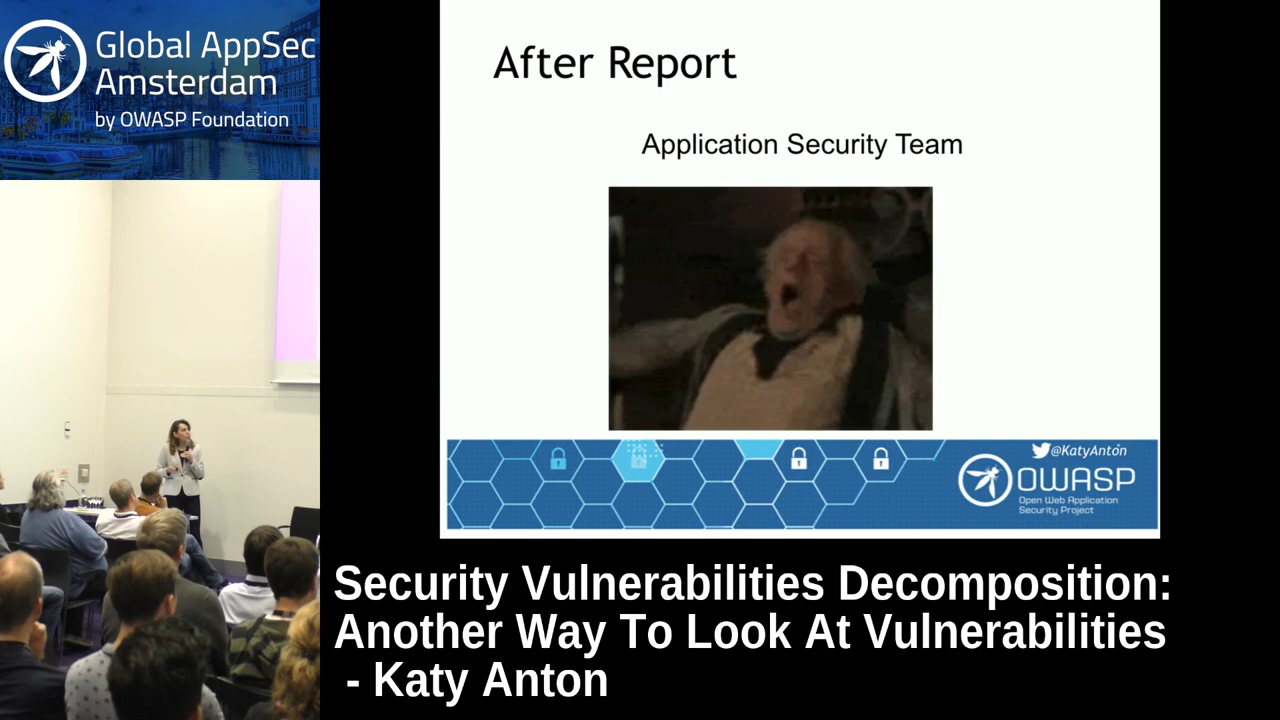 Global AppSec
Amsterdam
by OWASP Foundation
After Report
Application Security Team
@KatyAnton
OWASP
Open Web Application
Security Project
Security Vulnerabilities Decomposition:
Another Way To Look At Vulnerabilities
- Katy Anton